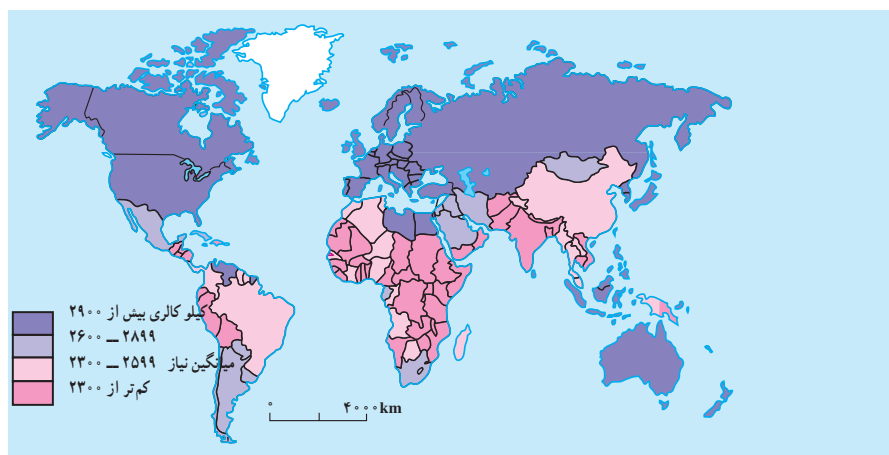 کیلو کالری بیش از ۲۹۰۰
۲۶۰۰ ــ ۲۸۹۹
میانگین نیاز ۲۵۹۹ ــ ۲۳۰۰
کم‌تر از ۲۳۰۰
۰ ۴۰۰۰km